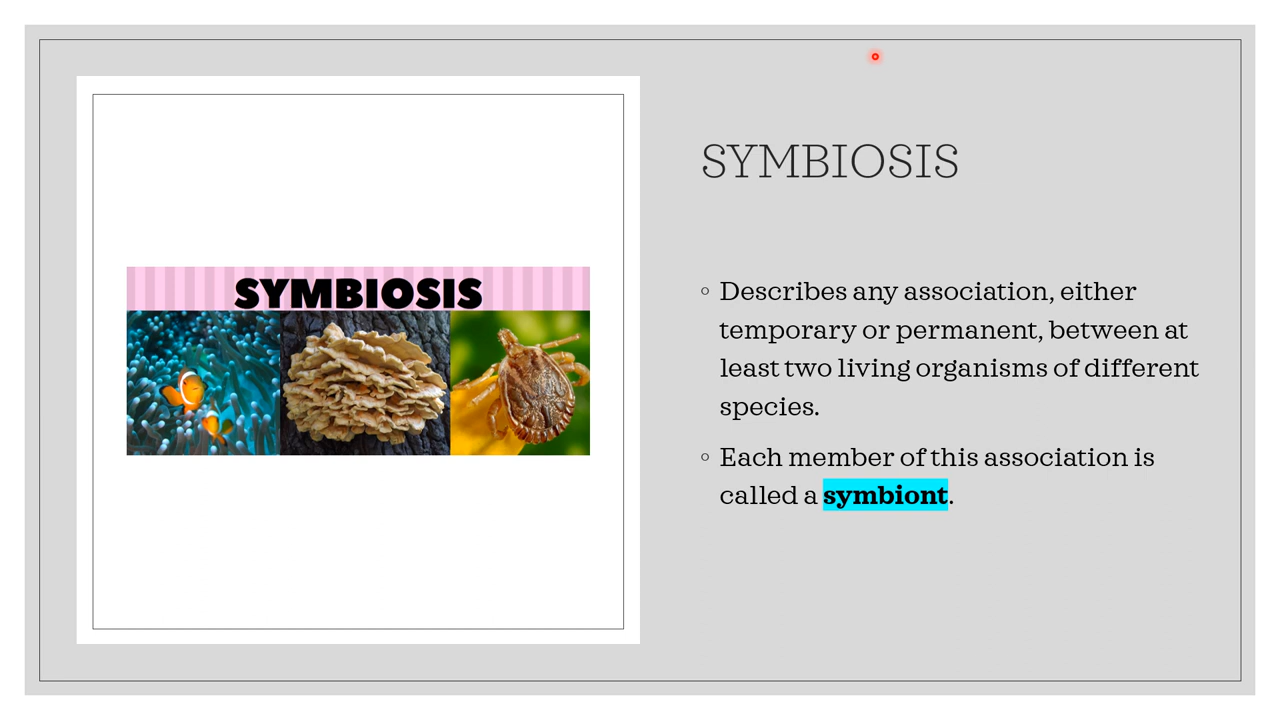 SYMBIOSIS
SYMBIOSIS
◦ Describes any association, either
temporary or permanent, between at
least two living organisms of different
species.
◦ Each member of this association is
called a symbiont.